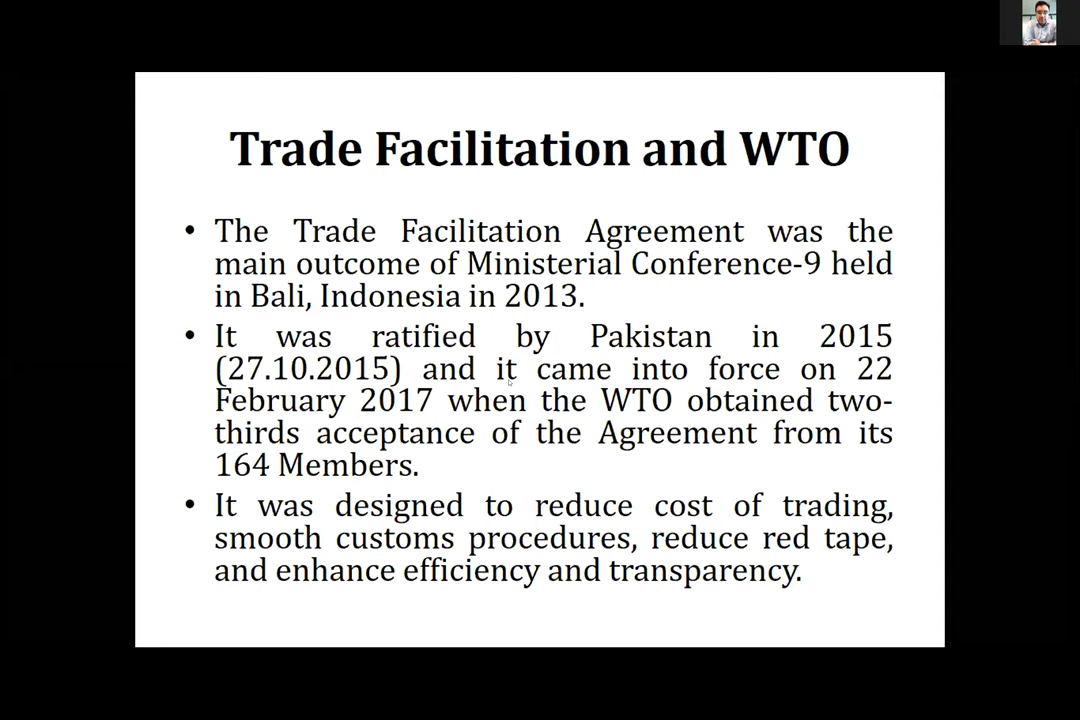 Trade Facilitation and WTO
• The Trade Facilitation Agreement was the
main outcome of Ministerial Conference-9 held
in Bali, Indonesia in 2013.
• It was ratified by Pakistan in 2015
(27.10.2015) and it came into force on 22
February 2017 when the WTO obtained two-
thirds acceptance of the Agreement from its
164 Members.
• It was designed to reduce cost of trading,
smooth customs procedures, reduce red tape,
and enhance efficiency and transparency.